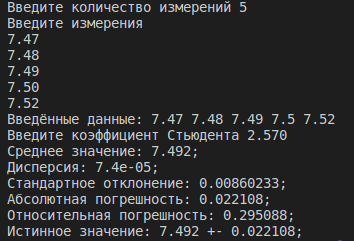 Введите количество измерений 5
Введите измерения
7.47
7.48
7.49
7.50
7.52
Введённые данные: 7.47 7.48 7.49 7.5 7.52
Введите коэффициент Стьюдента 2.570
Среднее значение: 7.492;
Дисперсия: 7.4e-05;
Стандартное отклонение: 0.00860233;
Абсолютная погрешность: 0.022108;
Относительная погрешность: 0.295088;
Истинное значение: 7.492 +- 0.022108;